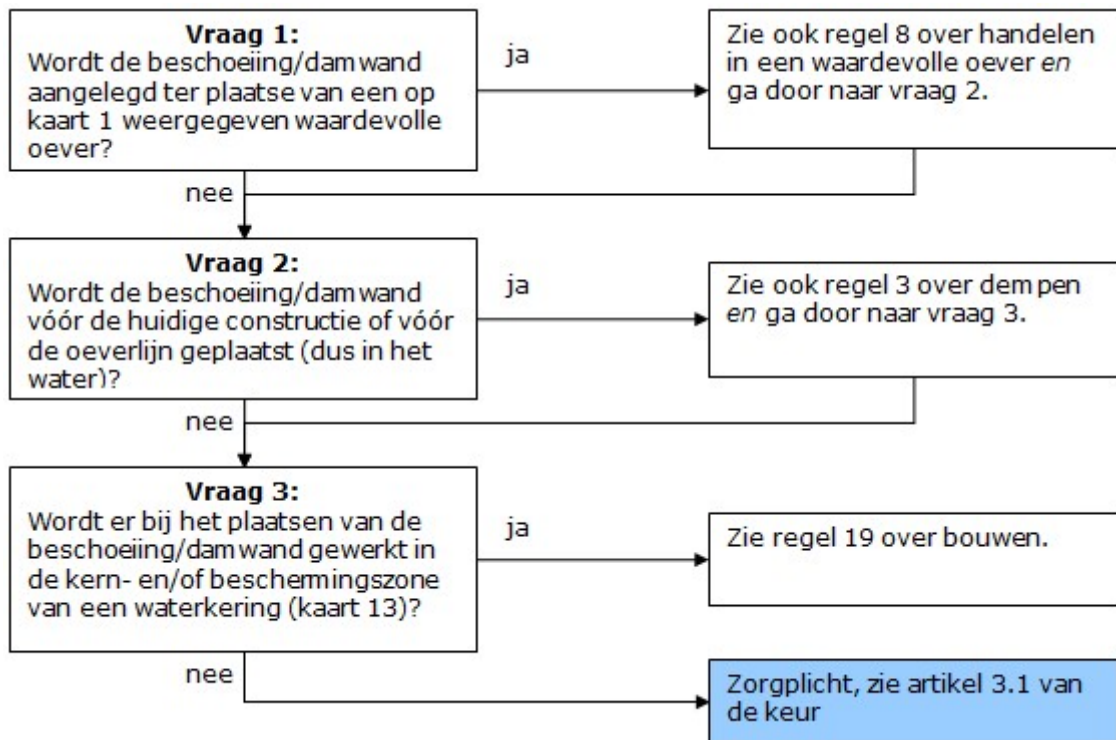 Vraag 1:
Wordt de beschoeiing/damwand
aangelegd ter plaatse van een op
kaart 1 weergegeven waardevolle
oever?
ja
Zie ook regel 8 over handelen
in een waardevolle oever en
ga door naar vraag 2.
nee
Vraag 2:
Wordt de beschoeiing/damwand
vóór de huidige constructie of vóór
de oeverlijn geplaatst (dus in het
water)?
ja
Zie ook regel 3 over dempen
en ga door naar vraag 3.
nee
Vraag 3:
Wordt er bij het plaatsen van de
beschoeiing/damwand gewerkt in
de kern- en/of beschermingszone
van een waterkering (kaart 13)?
ja
Zie regel 19 over bouwen.
nee
Zorgplicht, zie artikel 3.1 van
de keur